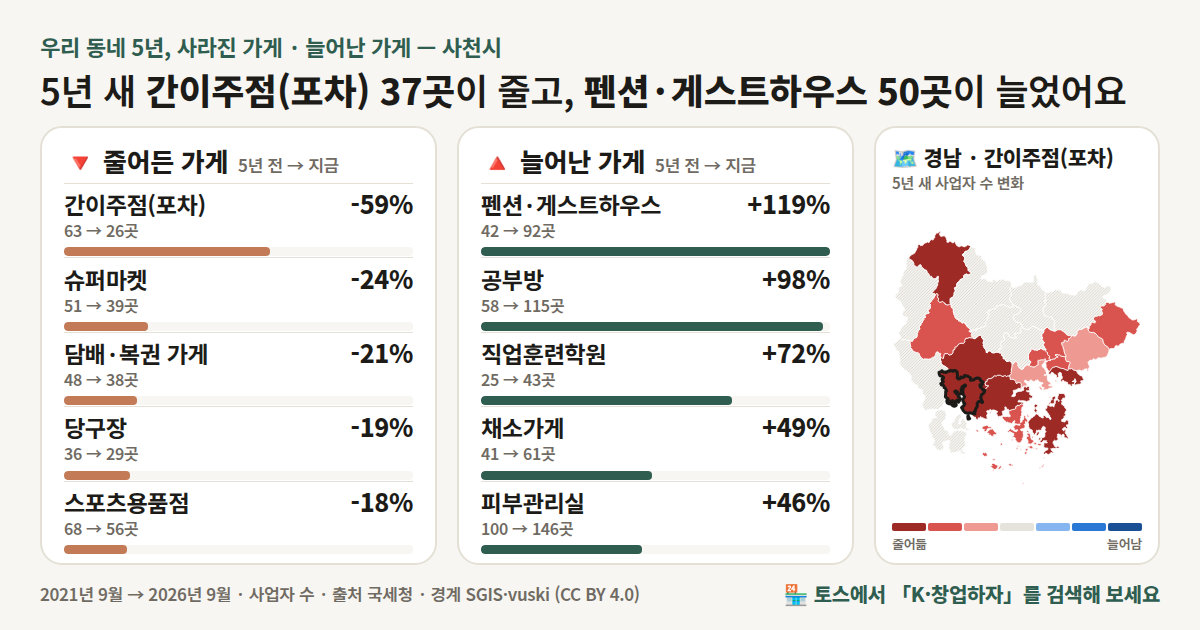 우리 동네 5년, 사라진 가게 · 늘어난 가게 — 사천시
5년 새 간이주점(포차) 37곳이 줄고, 펜션·게스트하우스 50곳이 늘었어요
줄어든 가게 5년 전 → 지금
간이주점(포차) -59%
63 → 26곳
슈퍼마켓 -24%
51 → 39곳
담배·복권 가게 -21%
48 → 38곳
당구장 -19%
36 → 29곳
스포츠용품점 -18%
68 → 56곳
늘어난 가게 5년 전 → 지금
펜션·게스트하우스 +119%
42 → 92곳
공부방 +98%
58 → 115곳
직업훈련학원 +72%
25 → 43곳
채소가게 +49%
41 → 61곳
피부관리실 +46%
100 → 146곳
경남 · 간이주점(포차)
5년 새 사업자 수 변화
줄어듦 늘어남
2021년 9월 → 2026년 9월 · 사업자 수 · 출처 국세청 · 경계 SGIS·vuski (CC BY 4.0)
토스에서 「K·창업하자」를 검색해 보세요